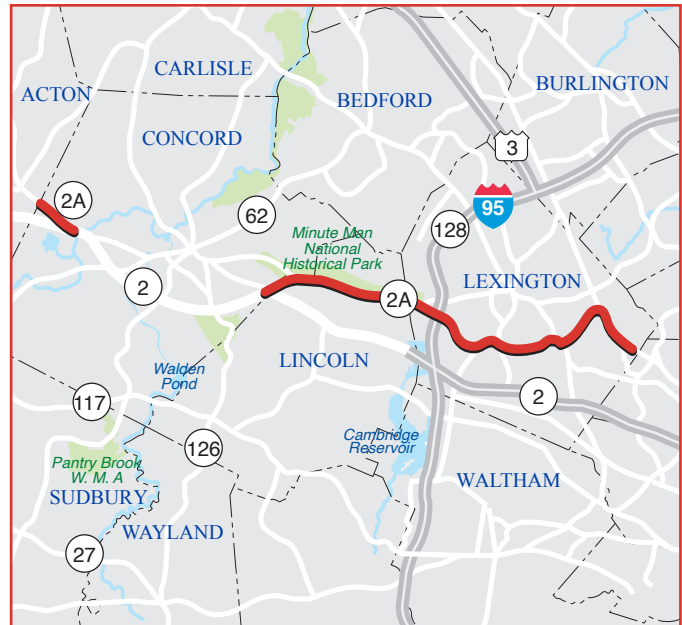 CARLISLE
ACTON
BEDFORD
BURLINGTON
CONCORD
3
2A
62
95
128
Minute Man
National
Historical Park
LEXINGTON
2
2A
LINCOLN
Walden
Pond
2
117
126
Cambridge
Reservoir
Pantry Brook
W. M. A
WALTHAM
SUDBURY
WAYLAND
27